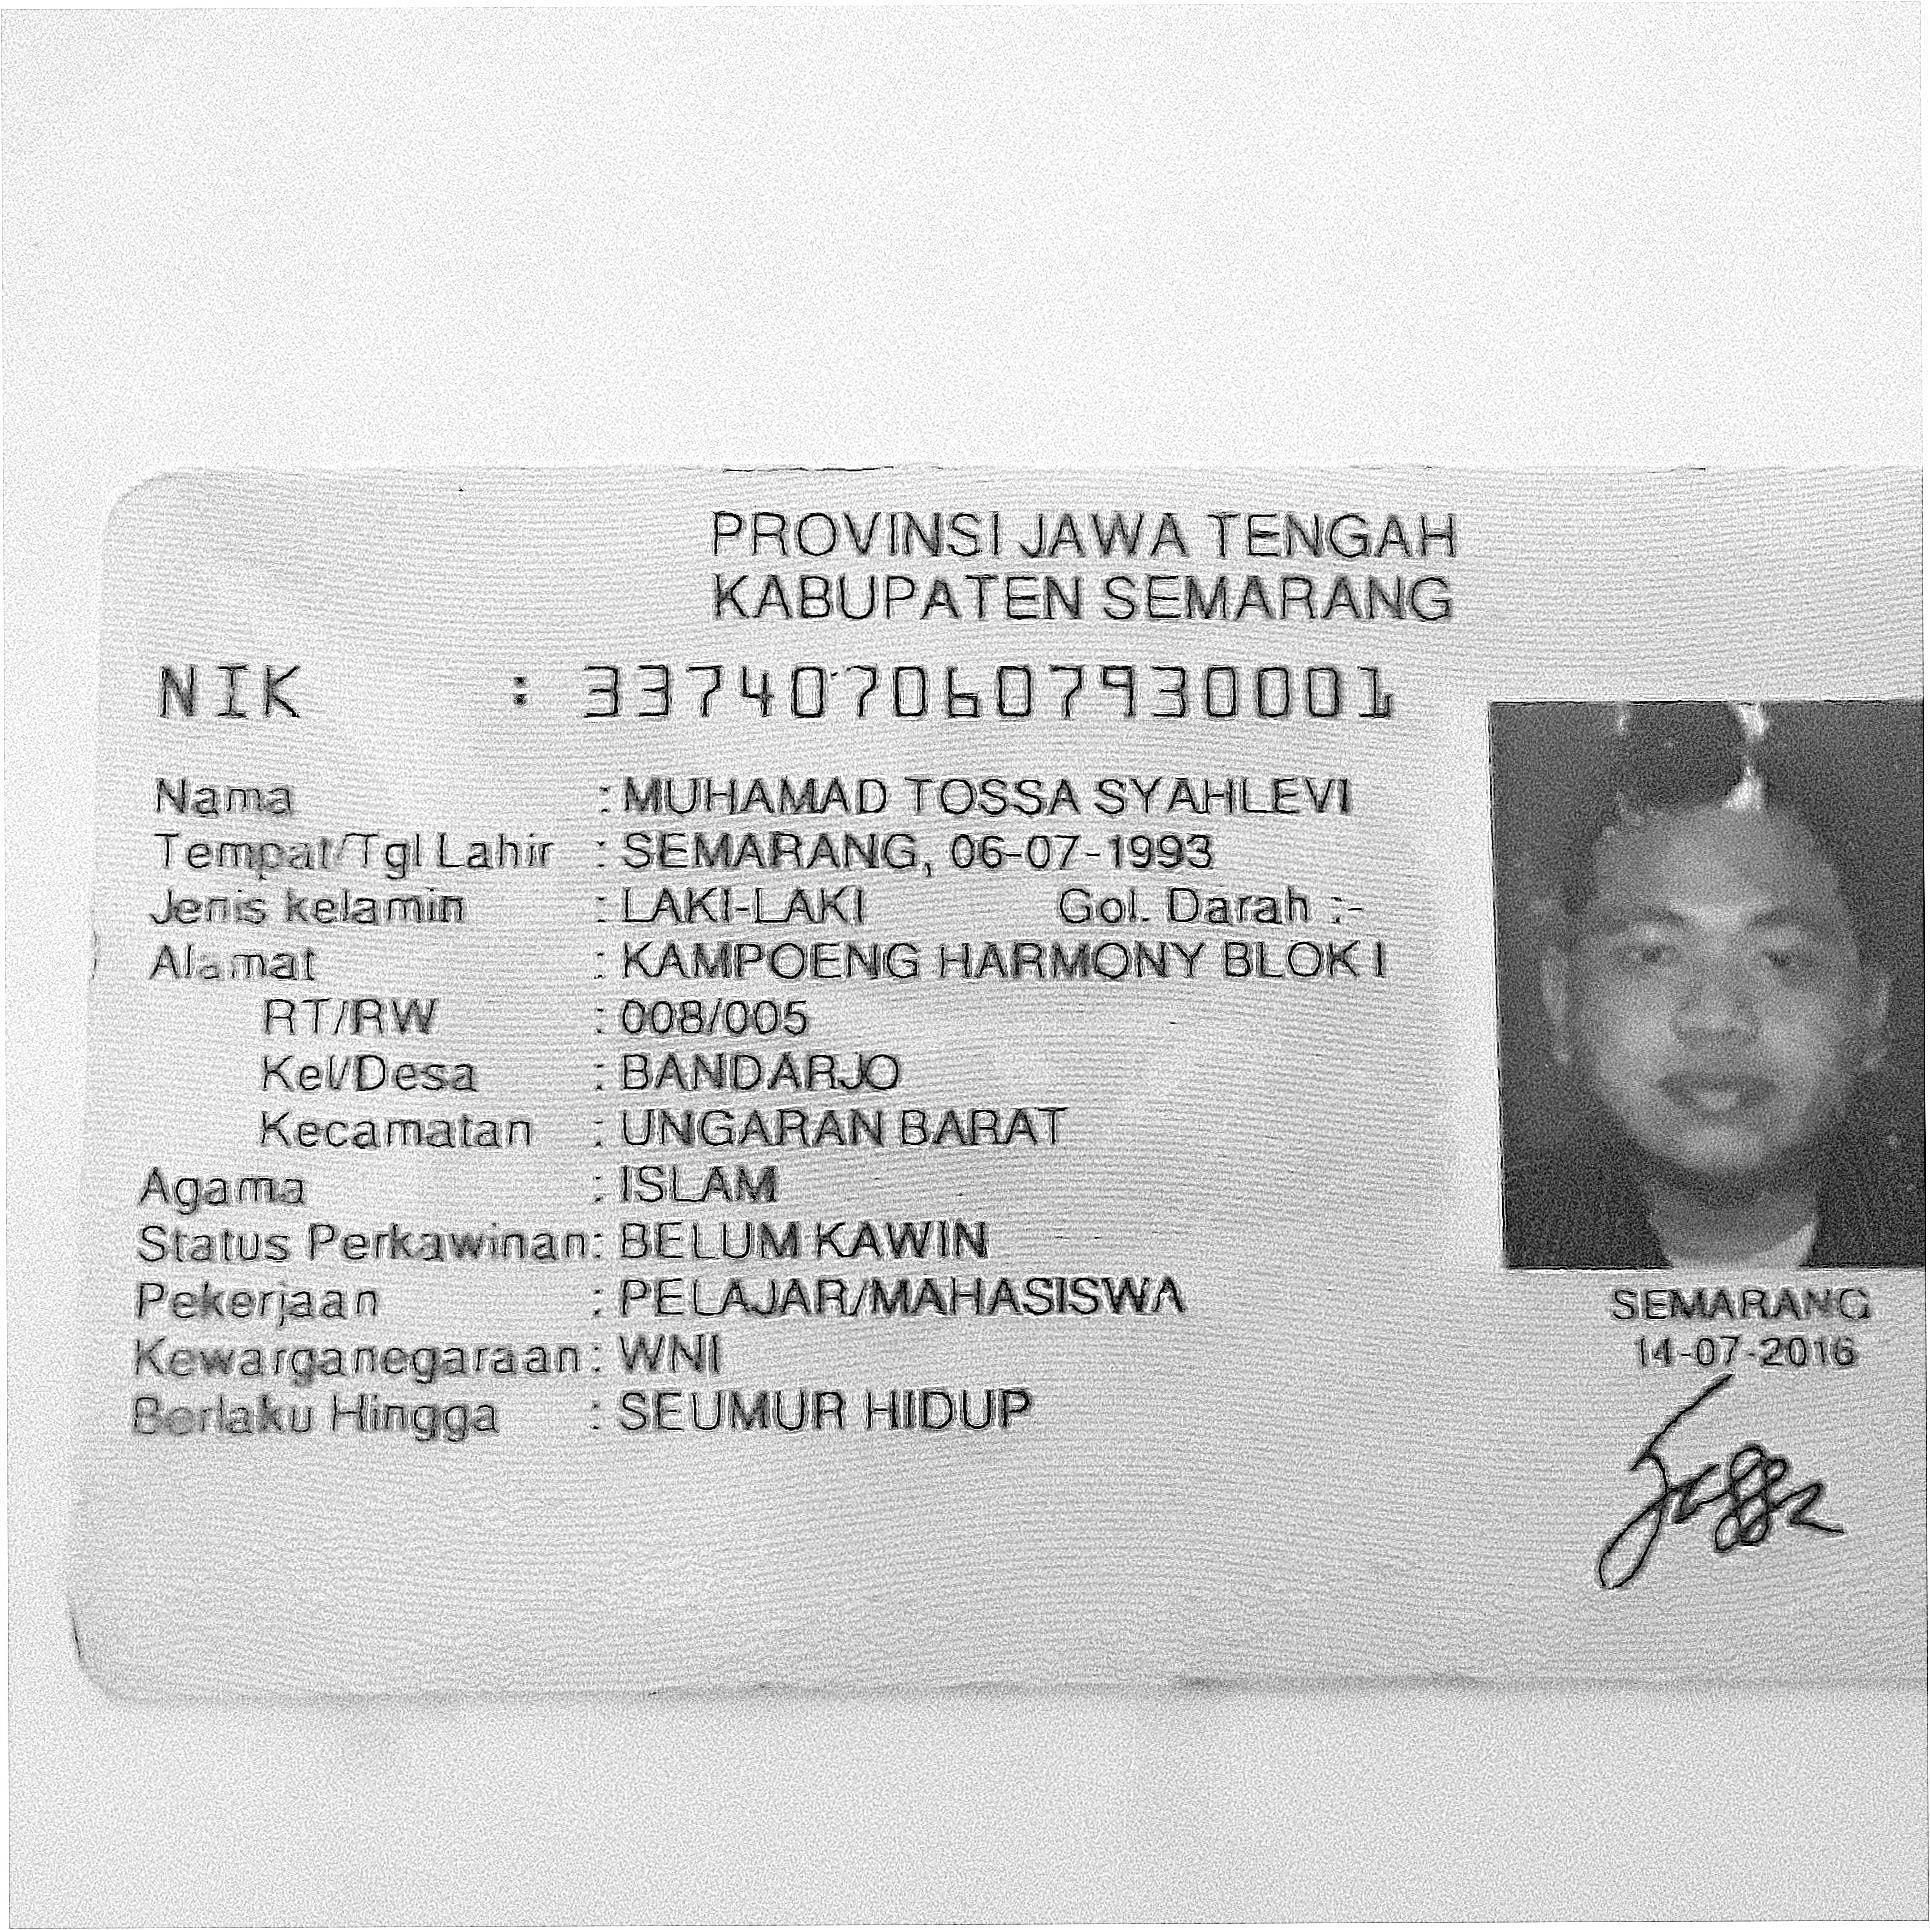 PROVINSI JAWA TENGAH
KABUPATEN SEMARANG
NIK : 3374070607930001
Nama : MUHAMAD TOSSA SYAHLEVI
Tempat/Tgl Lahir : SEMARANG, 06-07-1993
Jenis kelamin : LAKI-LAKI Gol. Darah :-
Alamat : KAMPOENG HARMONY BLOK I
RT/RW : 008/005
Kel/Desa : BANDARJO
Kecamatan : UNGARAN BARAT
Agama : ISLAM
Status Perkawinan: BELUM KAWIN
Pekerjaan : PELAJAR/MAHASISWA
Kewarganegaraan: WNI
Berlaku Hingga : SEUMUR HIDUP
SEMARANG
14-07-2016